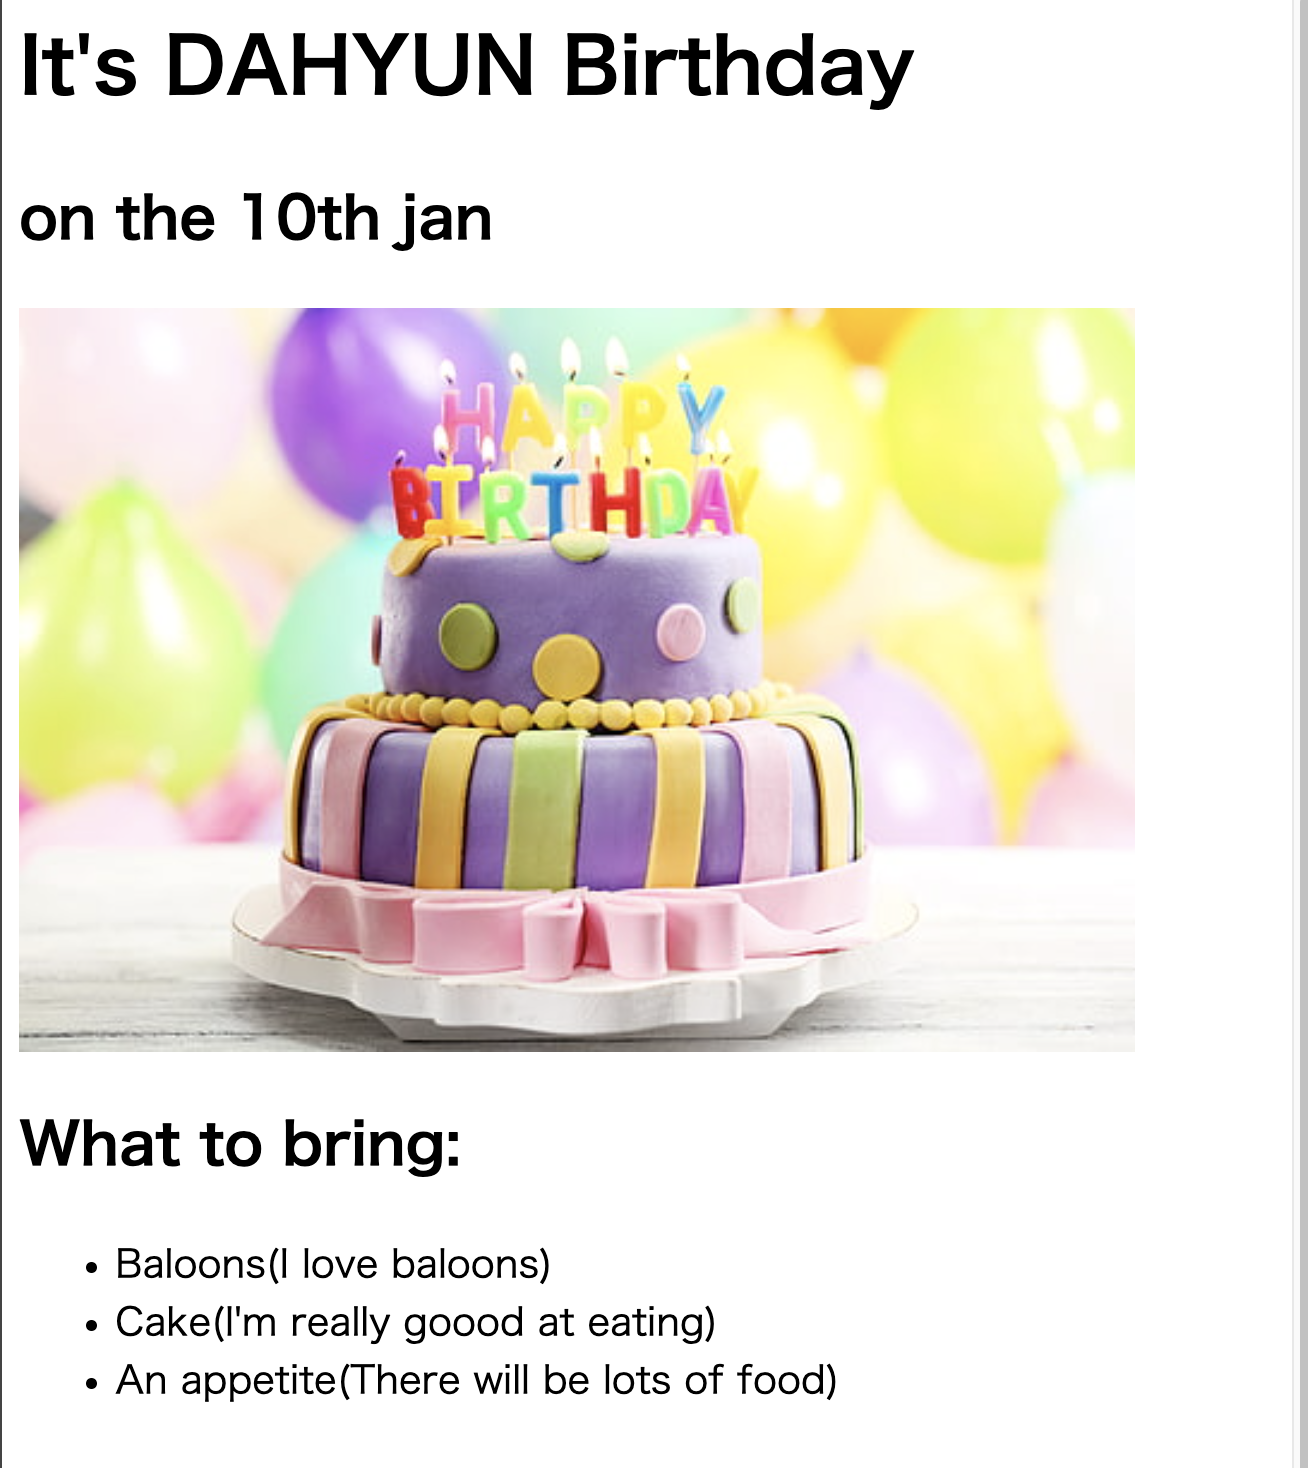 It's DAHYUN Birthday
on the 10th jan
HAPPY
BIRTHDAY
What to bring:
• Baloons(I love baloons)
• Cake(I'm really goood at eating)
• An appetite(There will be lots of food)